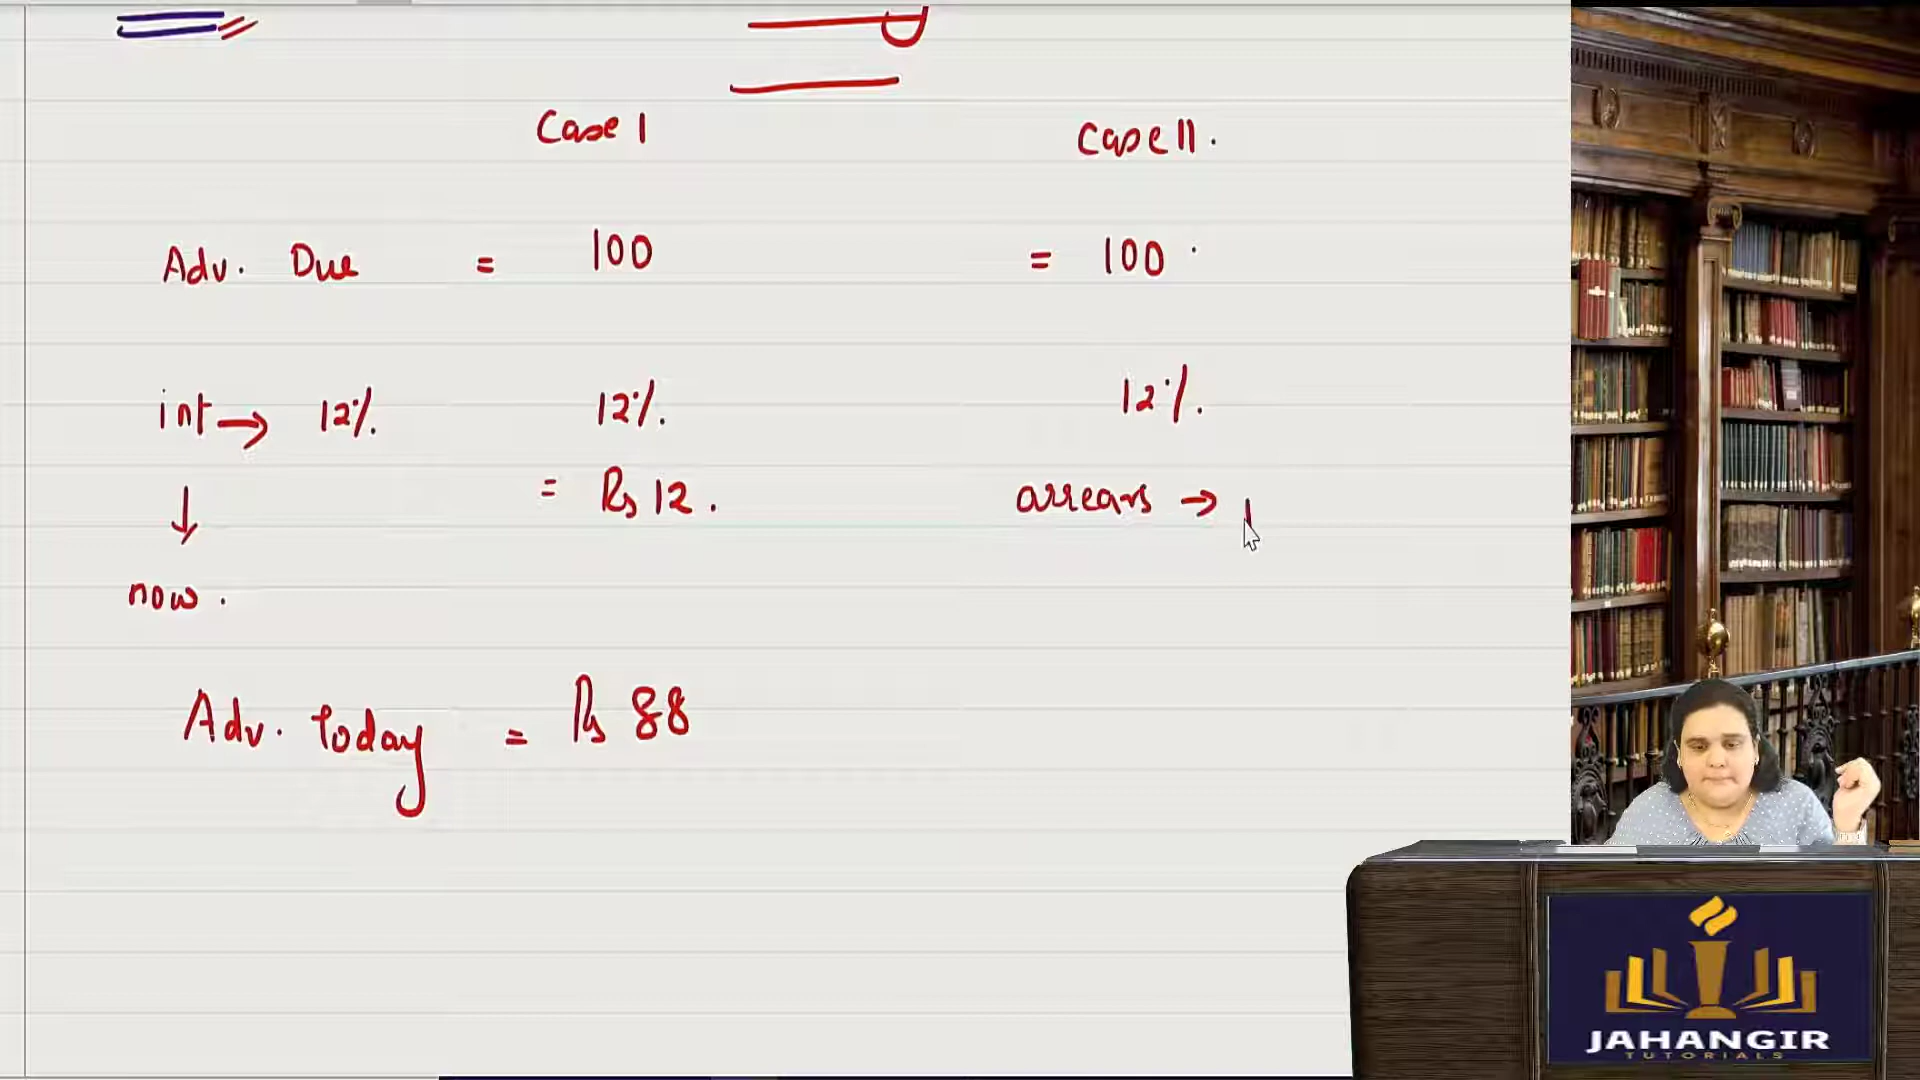 Case I Case II.
Adv. Due = 100 = 100.
int → 12% 12% 12%.
↓ = Rs 12. arrears →
now.
Adv. today = Rs 88
JAHANGIR
TUTORIALS